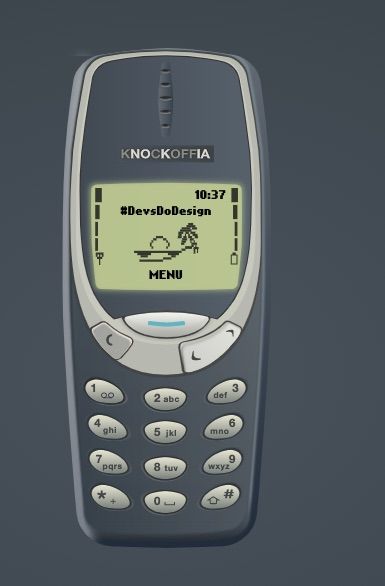 KNOCKOFFIA
10:37
#DevsDoDesign
MENU
1 2 abc def 3
4 ghi 5 jkl mno 6
7 pqrs 8 tuv wxyz 9
* + 0 #